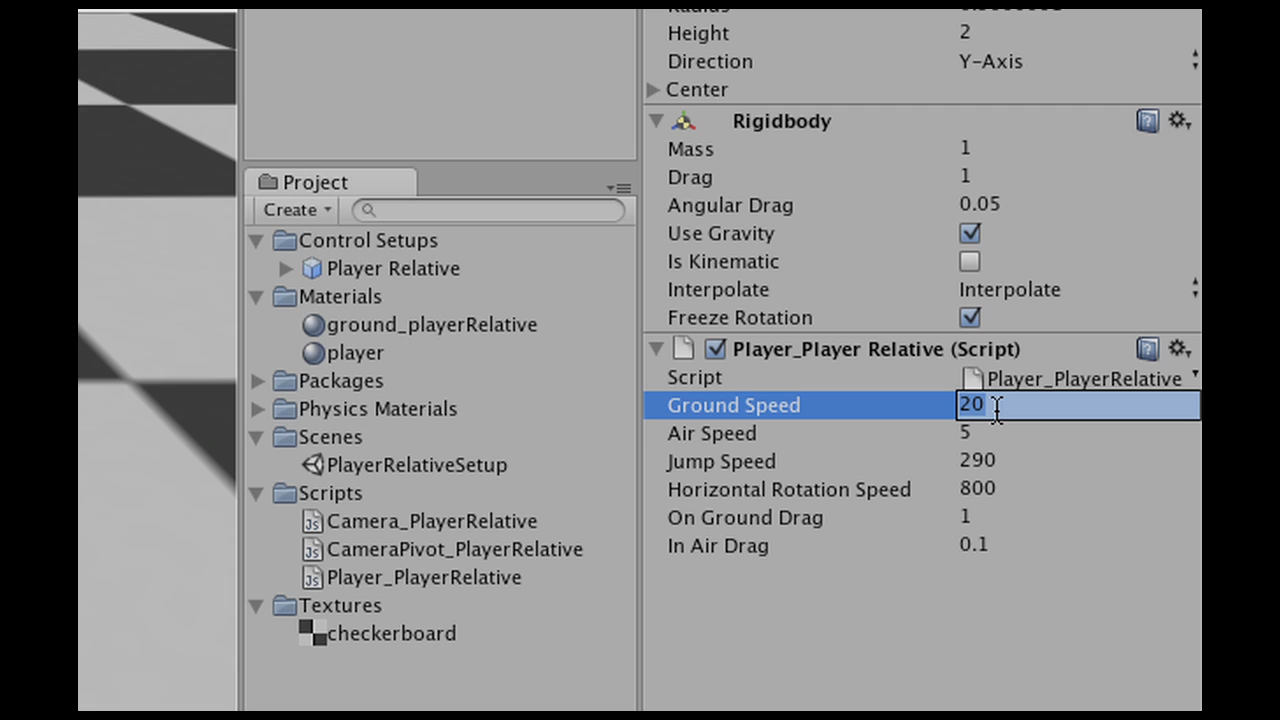 Project
Create
Control Setups
Player Relative
Materials
ground_playerRelative
player
Packages
Physics Materials
Scenes
PlayerRelativeSetup
Scripts
Camera_PlayerRelative
CameraPivot_PlayerRelative
Player_PlayerRelative
Textures
checkerboard
Height 2
Direction Y-Axis
Center
Rigidbody
Mass 1
Drag 1
Angular Drag 0.05
Use Gravity
Is Kinematic
Interpolate Interpolate
Freeze Rotation
Player_Player Relative (Script)
Script Player_PlayerRelative
Ground Speed 20
Air Speed 5
Jump Speed 290
Horizontal Rotation Speed 800
On Ground Drag 1
In Air Drag 0.1